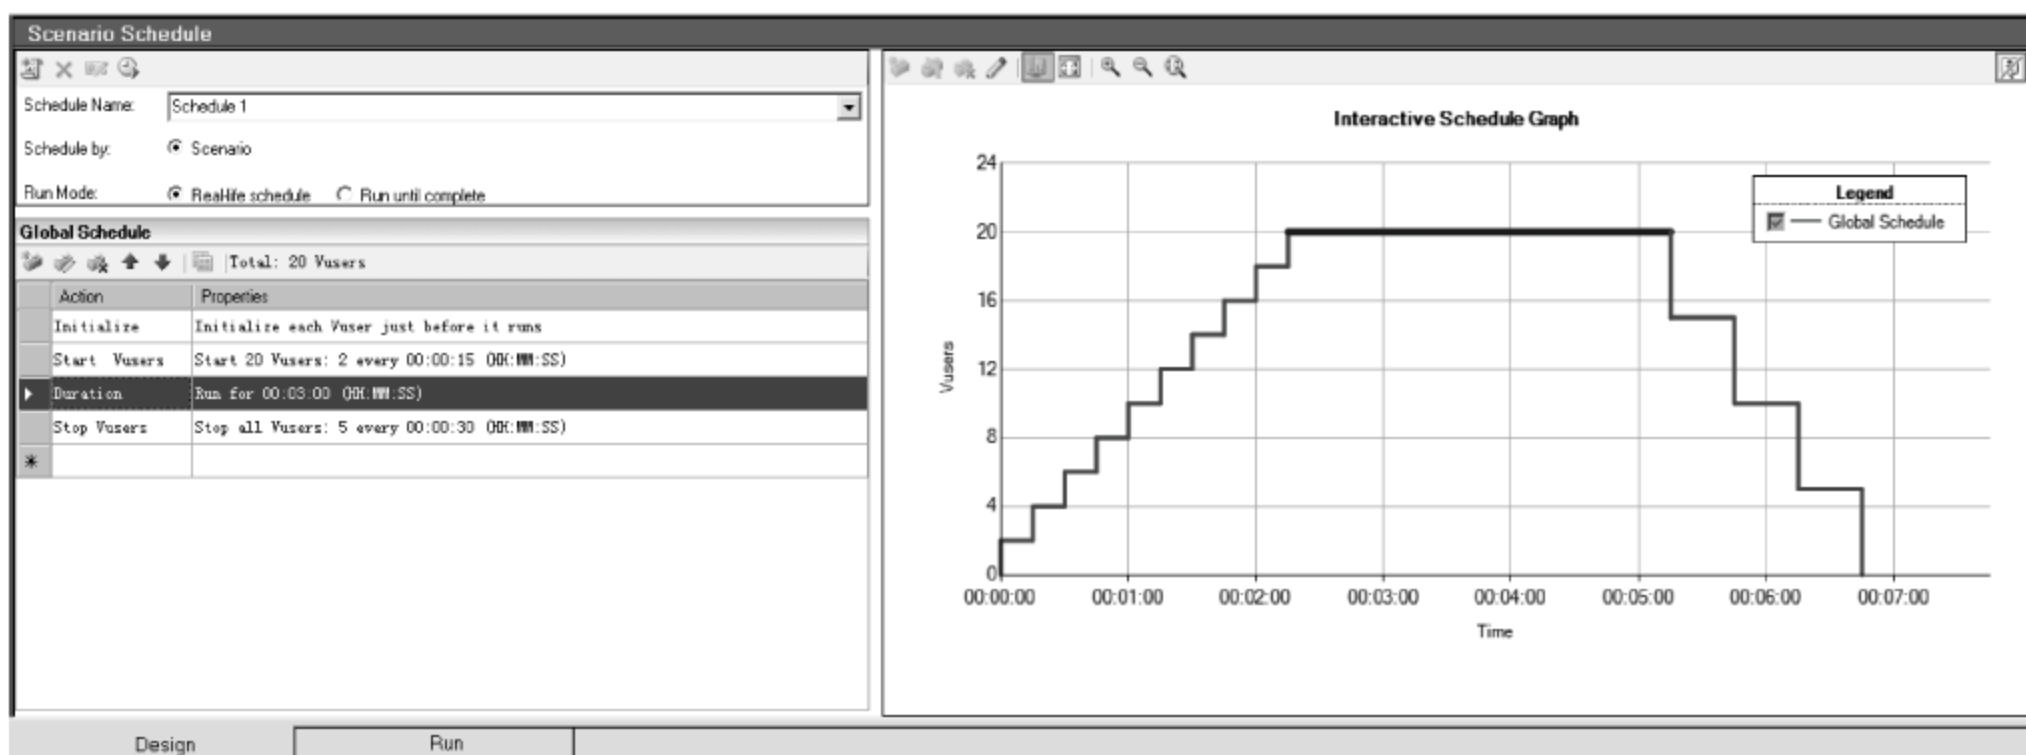 Scenario Schedule
Schedule Name: Schedule 1
Schedule by: Scenario
Run Mode: Real-life schedule Run until complete
Global Schedule
Total: 20 Vusers
Action Properties
Initialize Initialize each Vuser just before it runs
Start Vusers Start 20 Vusers: 2 every 00:00:15 (HH:MM:SS)
Duration Run for 00:03:00 (HH:MM:SS)
Stop Vusers Stop all Vusers: 5 every 00:00:30 (HH:MM:SS)
*
Interactive Schedule Graph
Legend
Global Schedule
24
20
16
12
8
4
0
Vusers
00:00:00 00:01:00 00:02:00 00:03:00 00:04:00 00:05:00 00:06:00 00:07:00
Time
Design Run